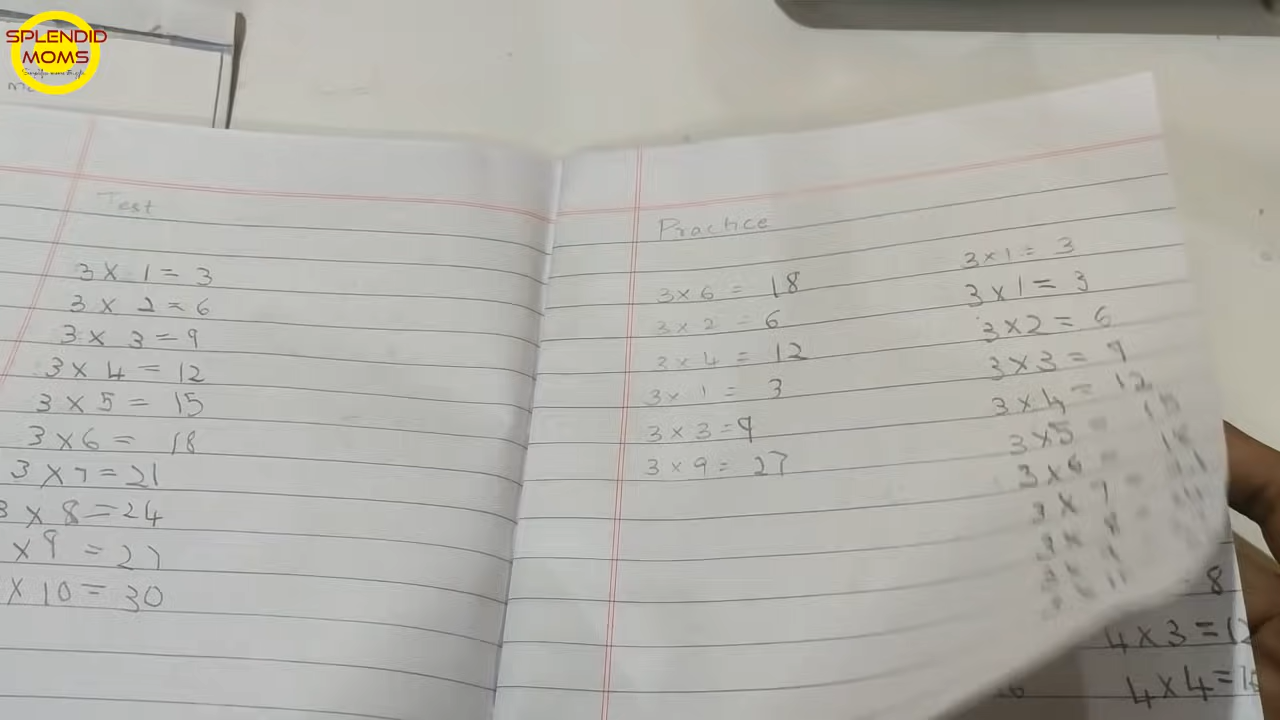 SPLENDID
MOMS
Test
3 x 1 = 3
3 x 2 = 6
3 x 3 = 9
3 x 4 = 12
3 x 5 = 15
3 x 6 = 18
3 x 7 = 21
3 x 8 = 24
x 9 = 27
x 10 = 30
Practice
3 x 6 = 18
3 x 2 = 6
3 x 4 = 12
3 x 1 = 3
3 x 3 = 9
3 x 9 = 27
3 x 1 = 3
3 x 1 = 3
3 x 2 = 6
3 x 3 = 9
3 x 4 = 12
3 x 5 =
3 x 6 =
= 8
4 x 3 = 12
4 x 4 = 16